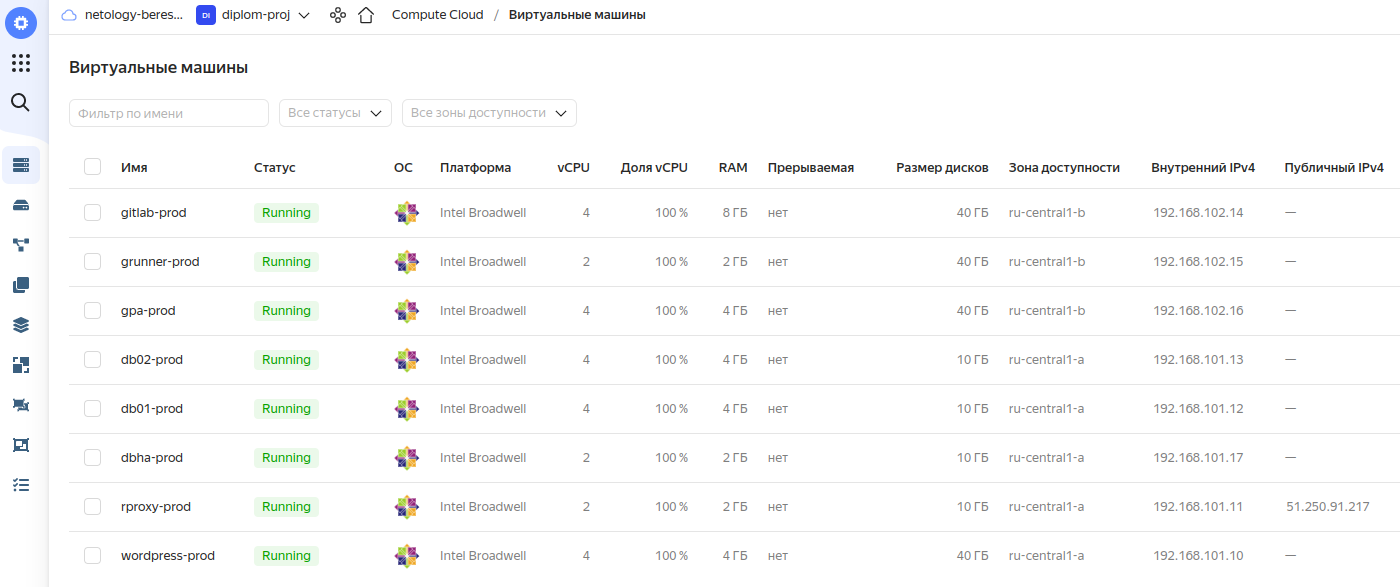 netology-beres... DI diplom-proj Compute Cloud / Виртуальные машины
Виртуальные машины
Фильтр по имени Все статусы Все зоны доступности
Имя Статус ОС Платформа vCPU Доля vCPU RAM Прерываемая Размер дисков Зона доступности Внутренний IPv4 Публичный IPv4
gitlab-prod Running Intel Broadwell 4 100 % 8 ГБ нет 40 ГБ ru-central1-b 192.168.102.14 —
grunner-prod Running Intel Broadwell 2 100 % 2 ГБ нет 40 ГБ ru-central1-b 192.168.102.15 —
gpa-prod Running Intel Broadwell 4 100 % 4 ГБ нет 40 ГБ ru-central1-b 192.168.102.16 —
db02-prod Running Intel Broadwell 4 100 % 4 ГБ нет 10 ГБ ru-central1-a 192.168.101.13 —
db01-prod Running Intel Broadwell 4 100 % 4 ГБ нет 10 ГБ ru-central1-a 192.168.101.12 —
dbha-prod Running Intel Broadwell 2 100 % 2 ГБ нет 10 ГБ ru-central1-a 192.168.101.17 —
rproxy-prod Running Intel Broadwell 2 100 % 2 ГБ нет 10 ГБ ru-central1-a 192.168.101.11 51.250.91.217
wordpress-prod Running Intel Broadwell 4 100 % 4 ГБ нет 40 ГБ ru-central1-a 192.168.101.10 —